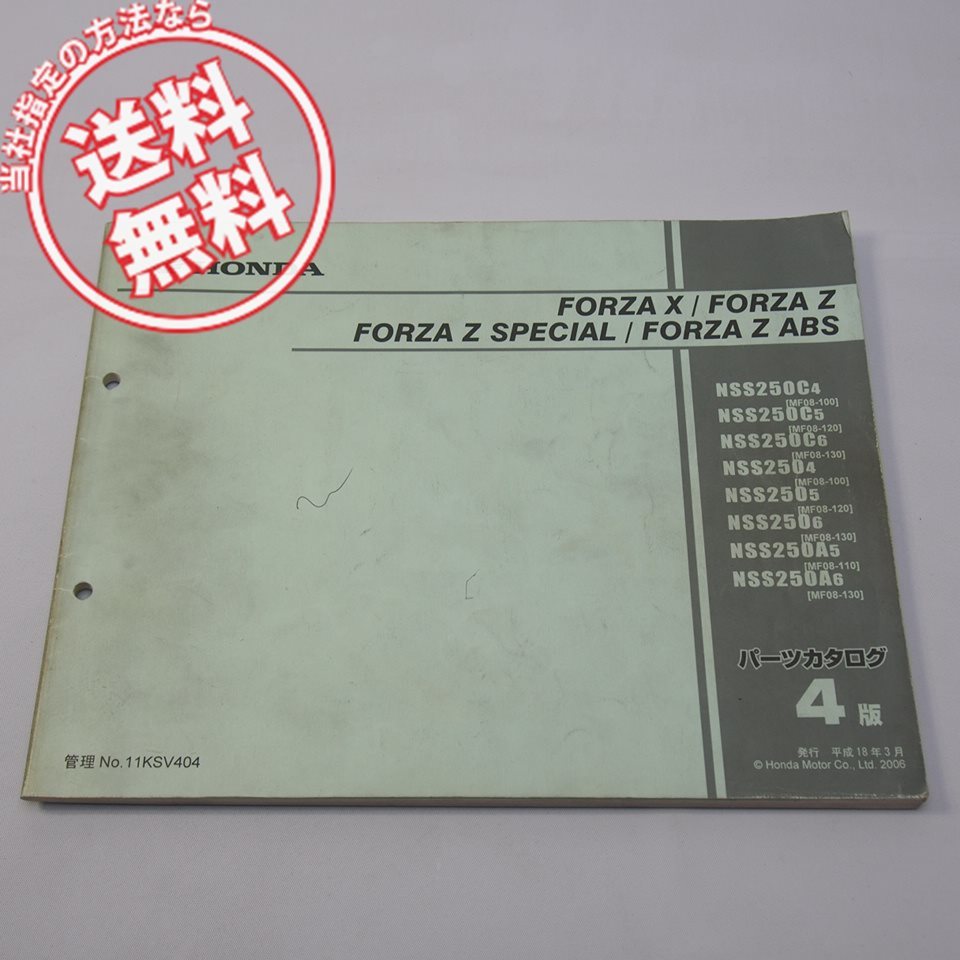 当社指定の方法なら
送料
無料
HONDA
FORZA X / FORZA Z
FORZA Z SPECIAL / FORZA Z ABS
NSS250C4
[MF08-100]
NSS250C5
[MF08-120]
NSS250C6
[MF08-130]
NSS2504
[MF08-100]
NSS2505
[MF08-120]
NSS2506
[MF08-130]
NSS250A5
[MF08-110]
NSS250A6
[MF08-130]
パーツカタログ
4版
発行 平成18年3月
© Honda Motor Co., Ltd. 2006
管理 No.11KSV404